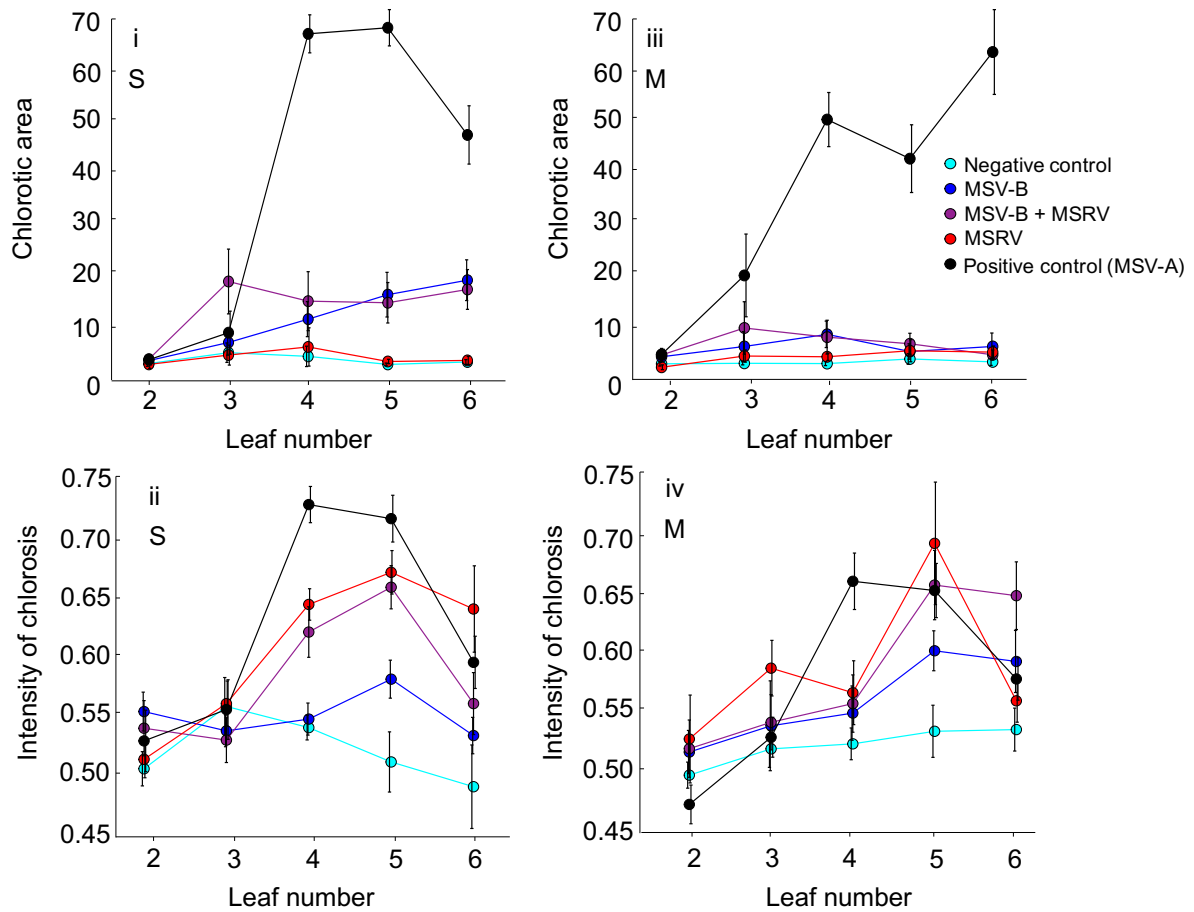 i
S
Chlorotic area
70
60
50
40
30
20
10
0
2 3 4 5 6
Leaf number
iii
M
Chlorotic area
70
60
50
40
30
20
10
0
2 3 4 5 6
Leaf number
Negative control
MSV-B
MSV-B + MSRV
MSRV
Positive control (MSV-A)
ii
S
Intensity of chlorosis
0.75
0.70
0.65
0.60
0.55
0.50
0.45
2 3 4 5 6
Leaf number
iv
M
Intensity of chlorosis
0.75
0.70
0.65
0.60
0.55
0.50
0.45
2 3 4 5 6
Leaf number